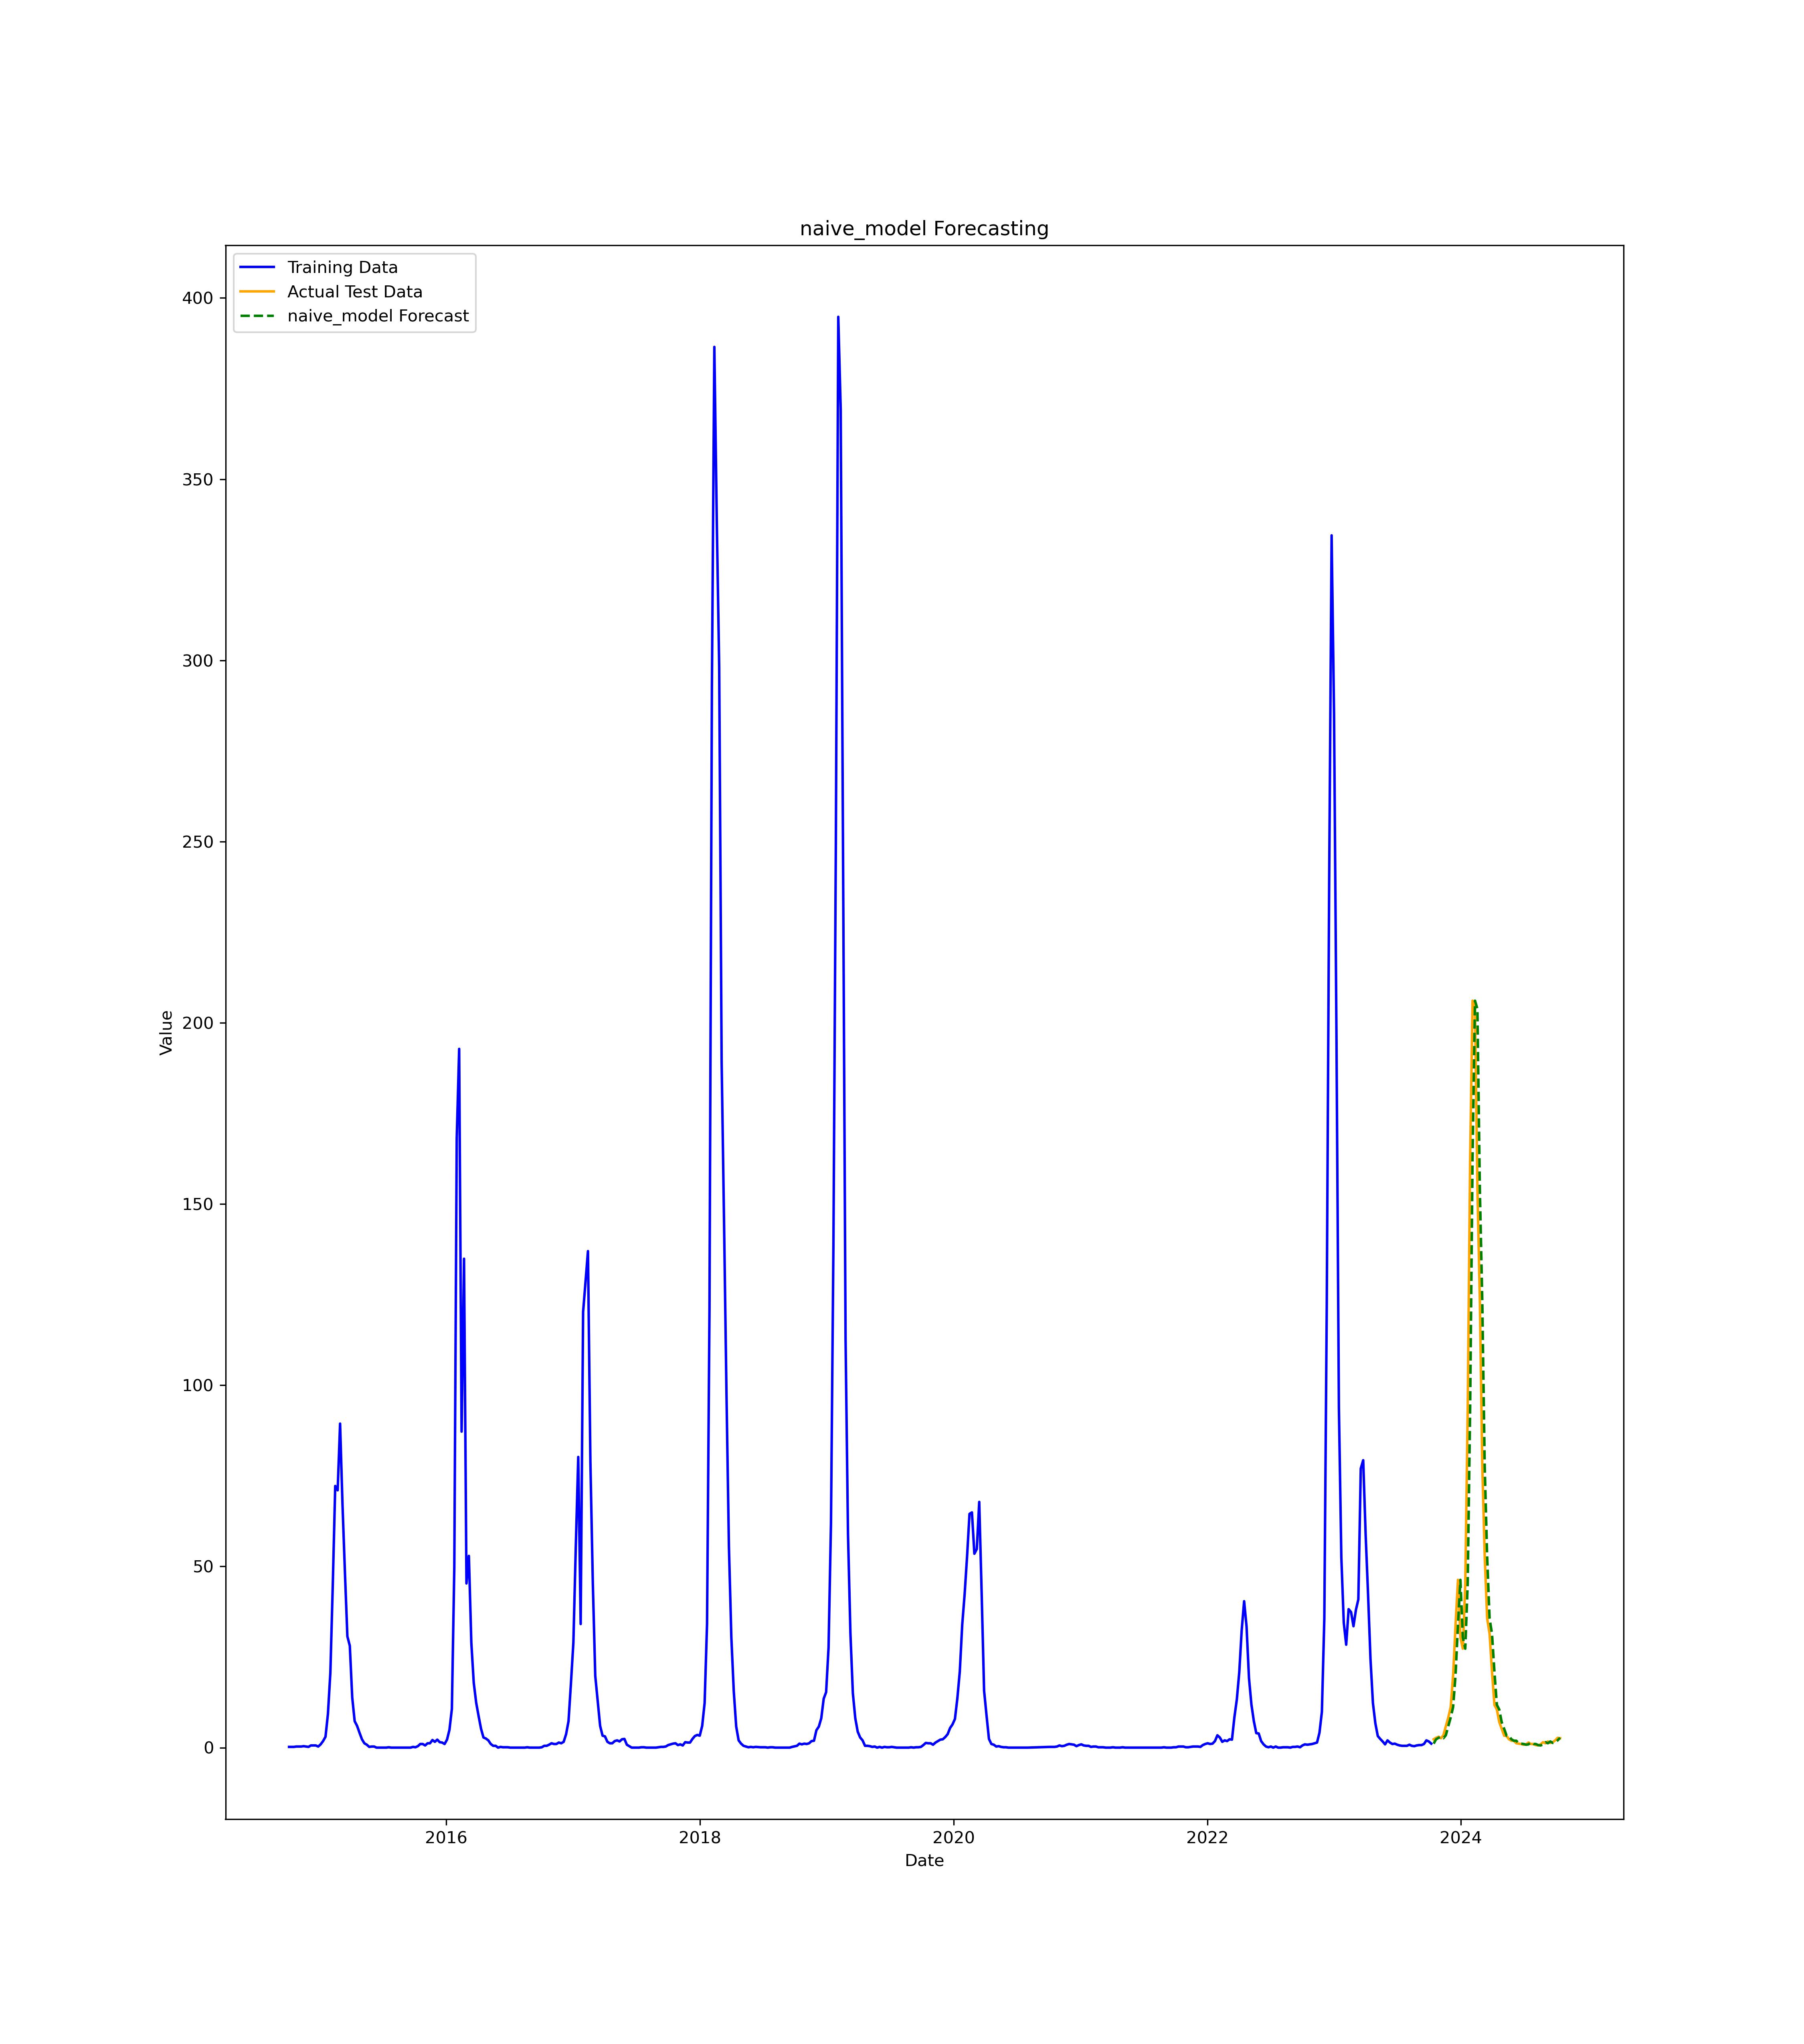 naive_model Forecasting
Training Data
Actual Test Data
naive_model Forecast
400
350
300
250
200
150
100
50
0
Value
2016
2018
2020
2022
2024
Date